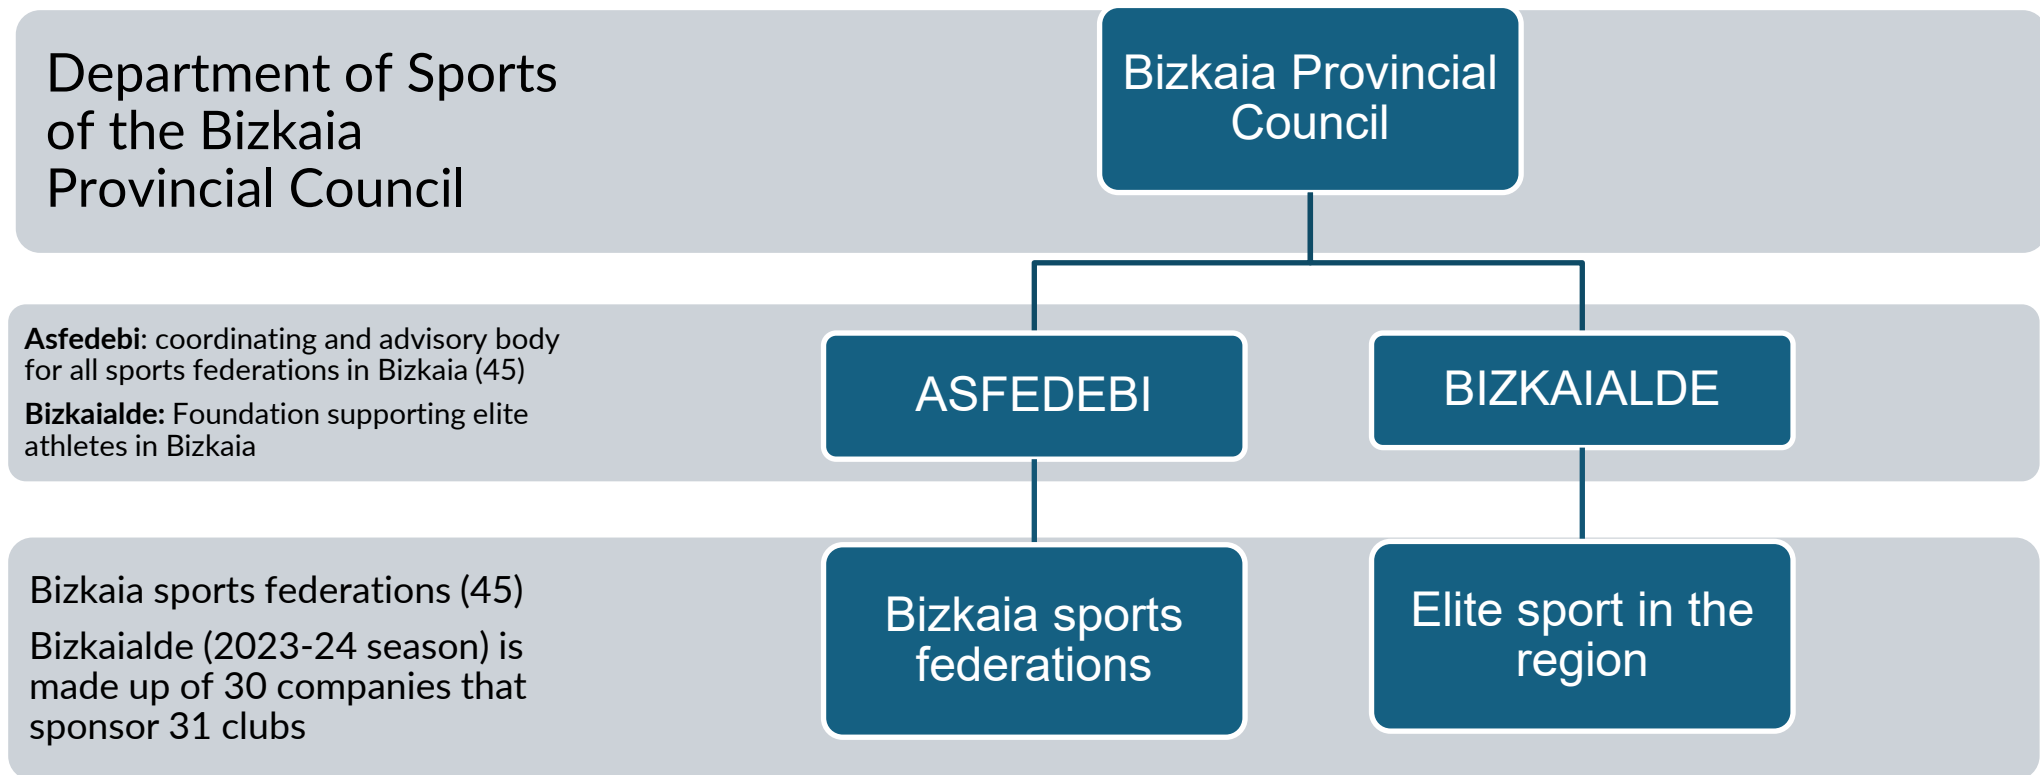 Department of Sports
of the Bizkaia
Provincial Council
Bizkaia Provincial
Council
Asfedebi: coordinating and advisory body
for all sports federations in Bizkaia (45)
Bizkaialde: Foundation supporting elite
athletes in Bizkaia
ASFEDEBI
BIZKAIALDE
Bizkaia sports federations (45)
Bizkaialde (2023-24 season) is
made up of 30 companies that
sponsor 31 clubs
Bizkaia sports
federations
Elite sport in the
region